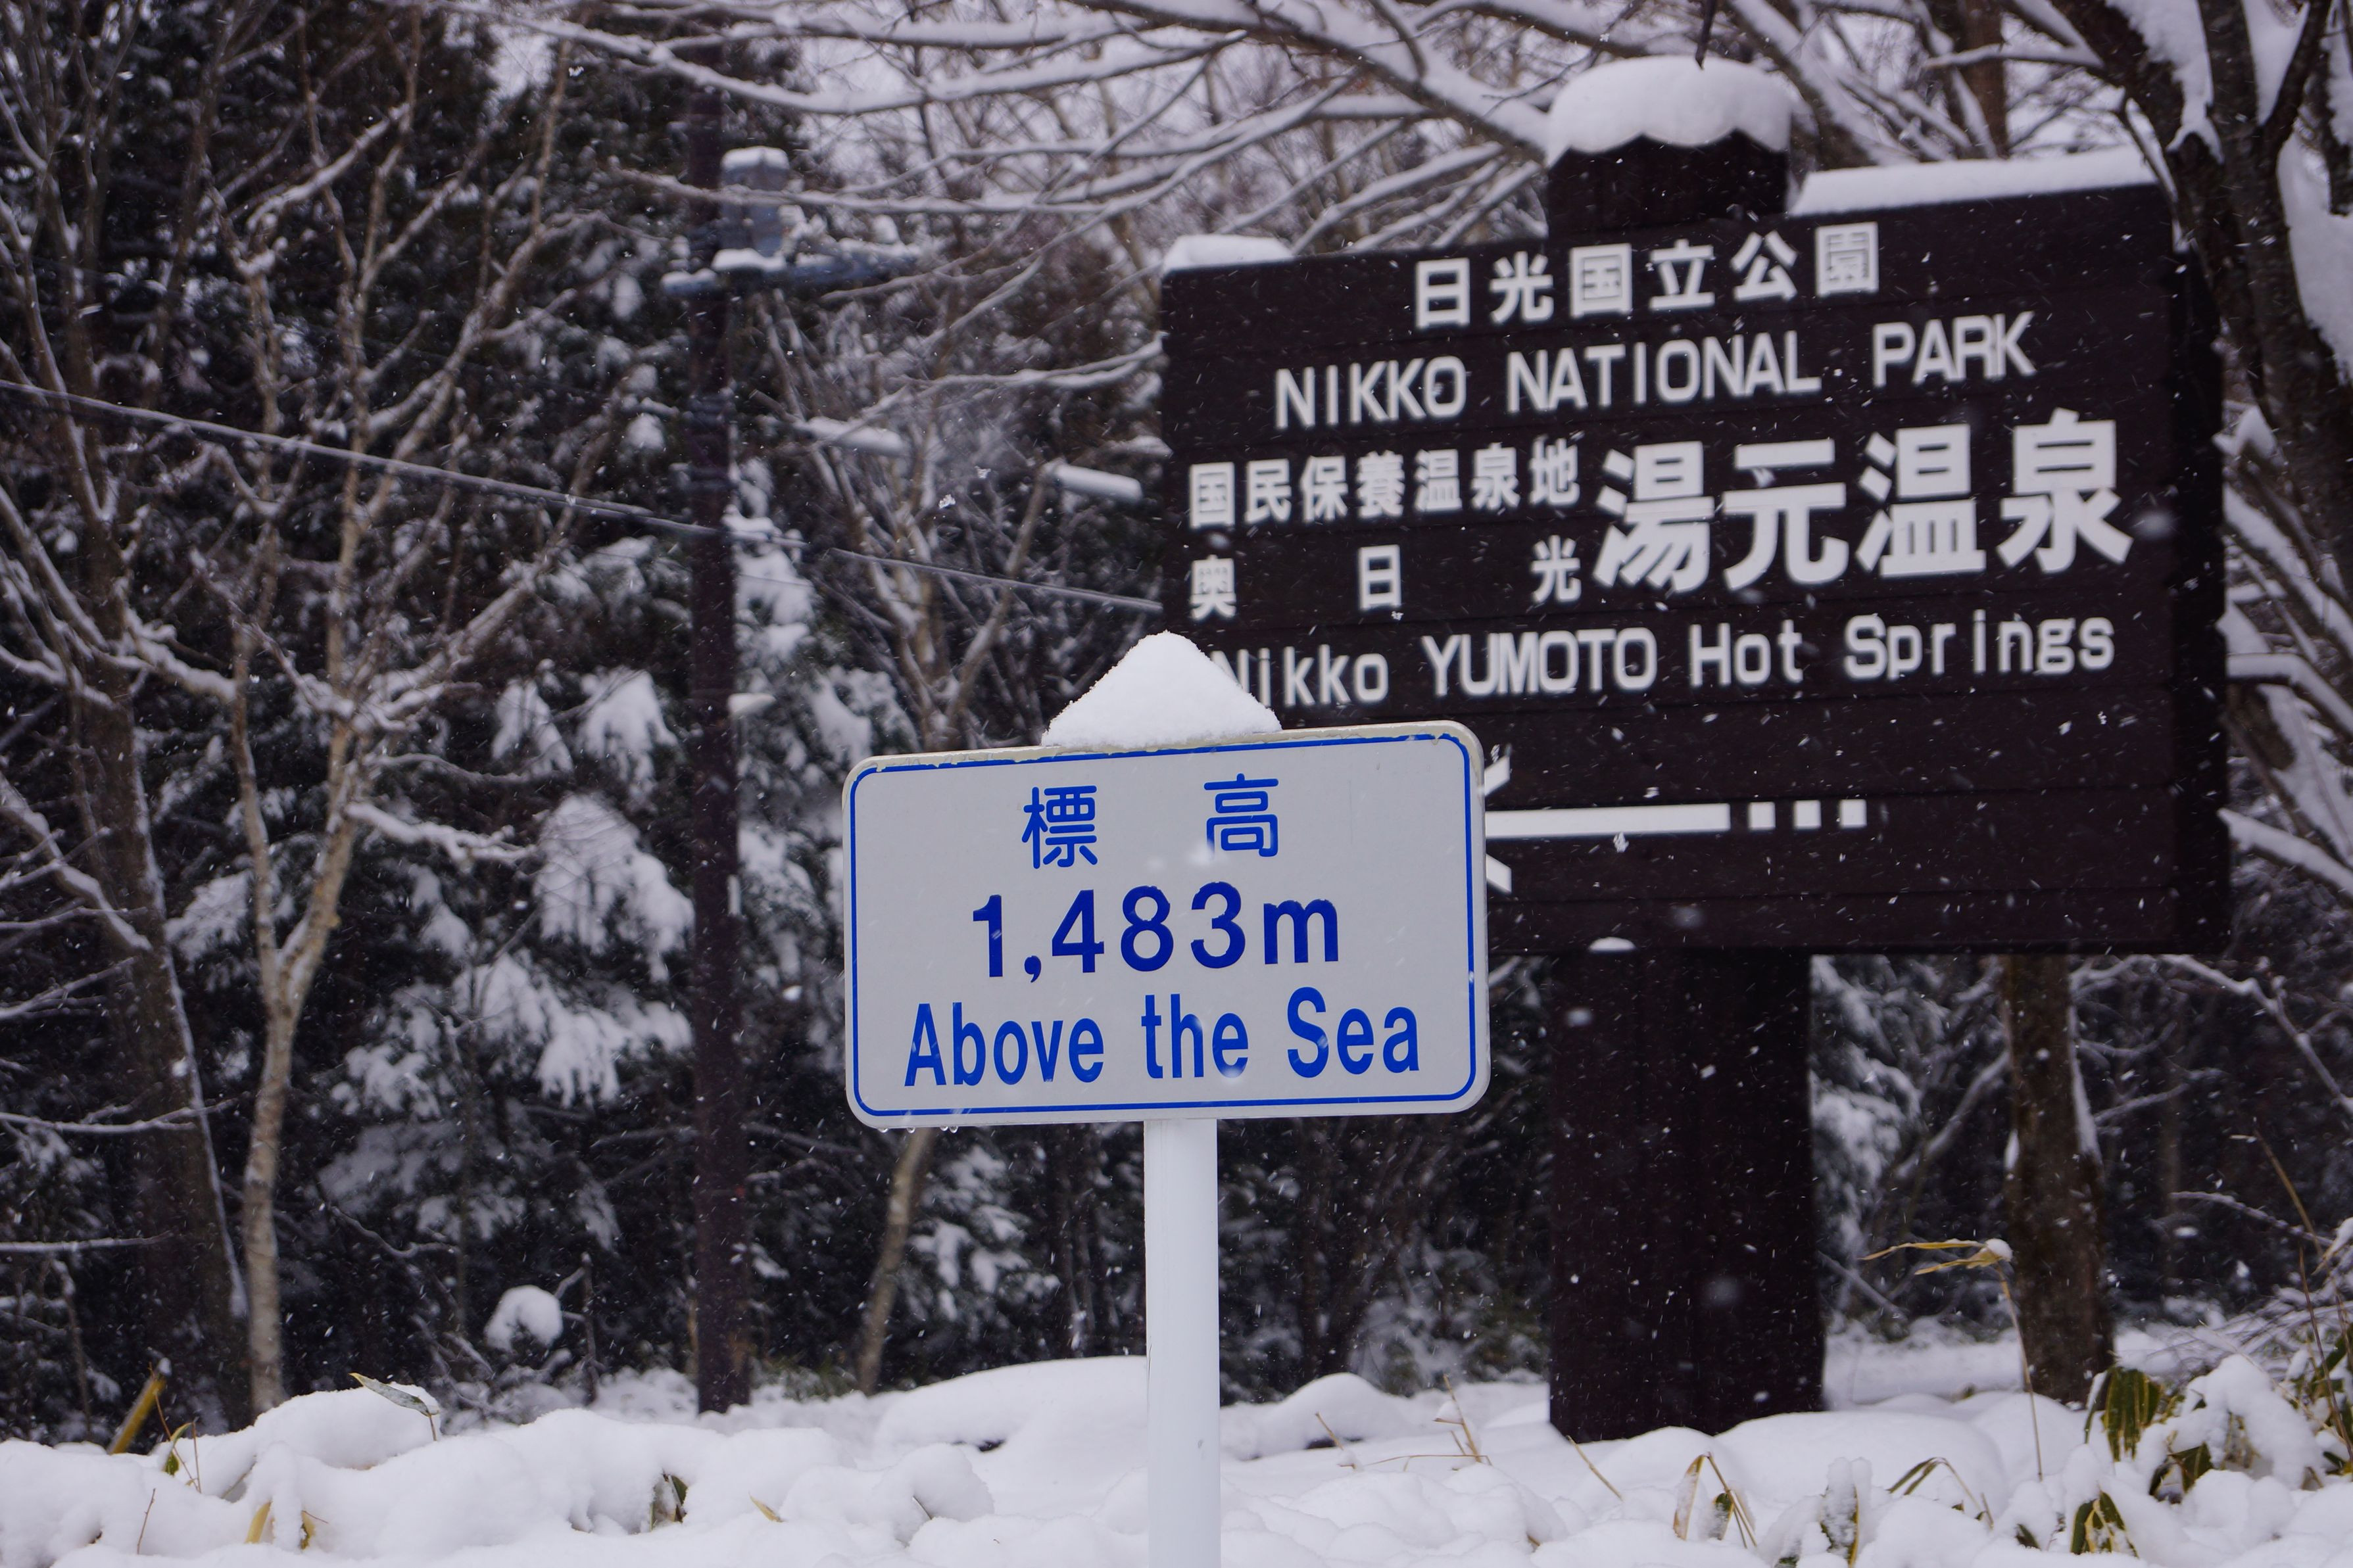 日光国立公園
NIKKO NATIONAL PARK
国民保養温泉地
奥日光
湯元温泉
Nikko YUMOTO Hot Springs
標高
1,483m
Above the Sea